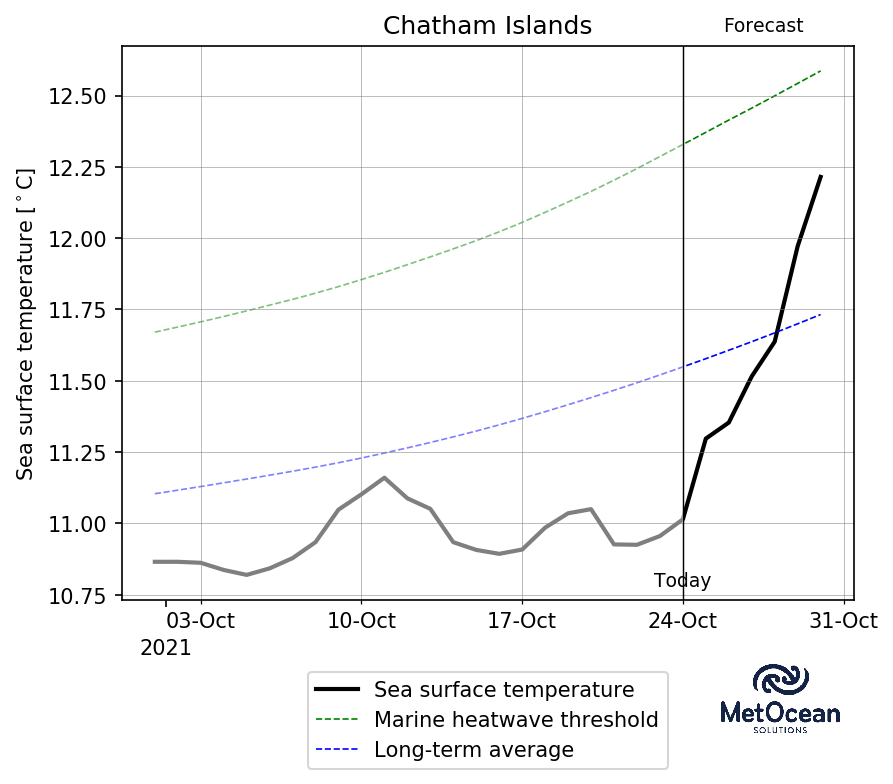 Chatham Islands
Forecast
12.50
12.25
12.00
11.75
11.50
11.25
11.00
10.75
Sea surface temperature [°C]
Today
03-Oct 10-Oct 17-Oct 24-Oct 31-Oct
2021
Sea surface temperature
Marine heatwave threshold
Long-term average
MetOcean
SOLUTIONS